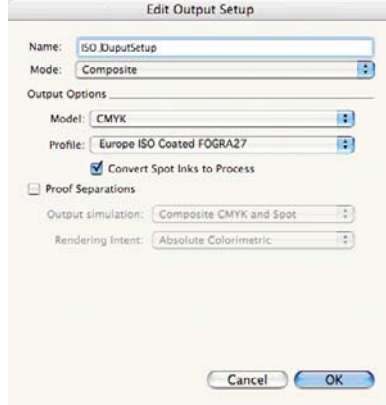 Edit Output Setup
Name: ISO_OuputSetup
Mode: Composite
Output Options
Model: CMYK
Profile: Europe ISO Coated FOGRA27
Convert Spot Inks to Process
Proof Separations
Output simulation: Composite CMYK and Spot
Rendering Intent: Absolute Colorimetric
Cancel OK